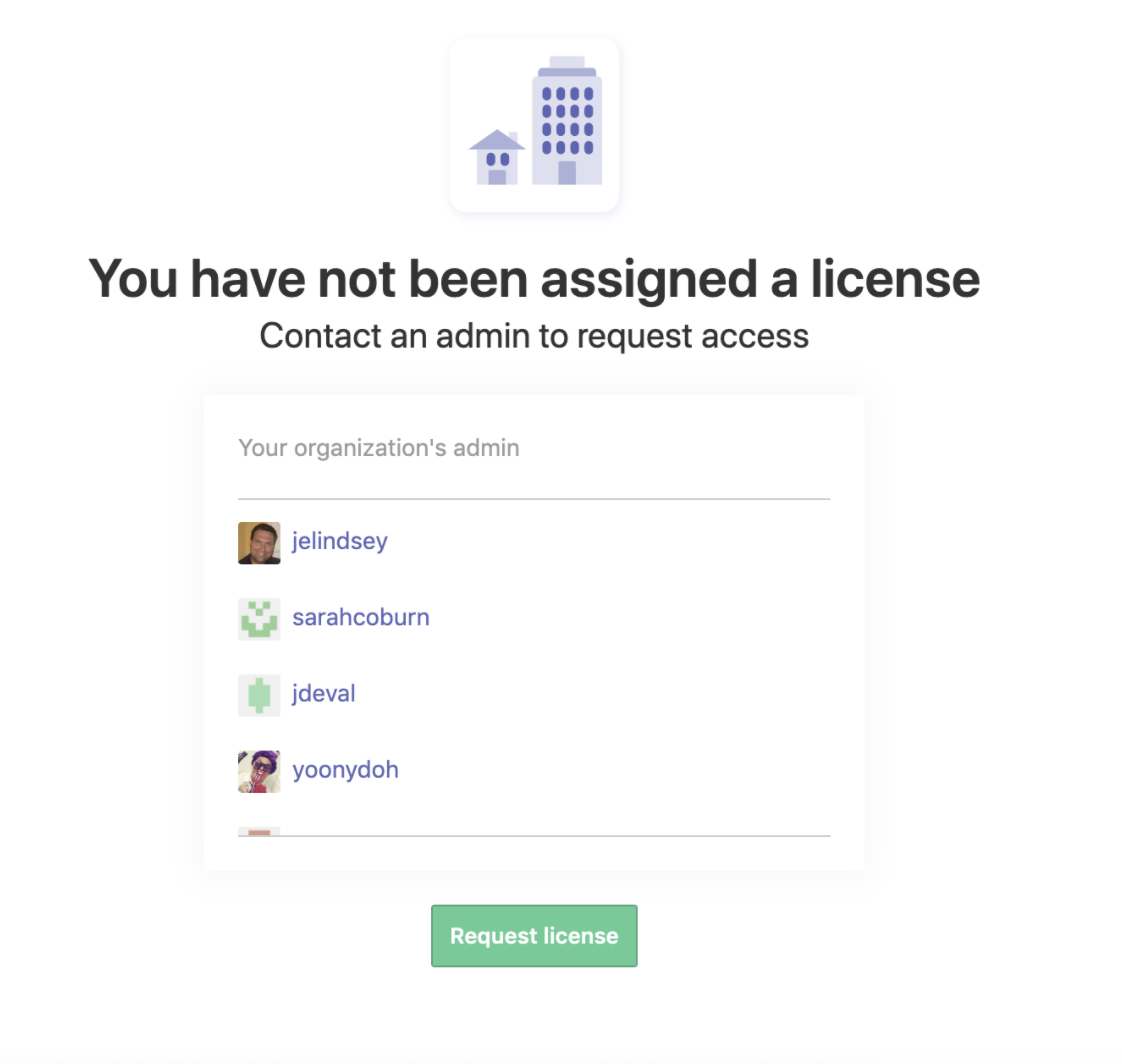 You have not been assigned a license
Contact an admin to request access
Your organization's admin
jelindsey
sarahcoburn
jdeval
yoonydoh
Request license